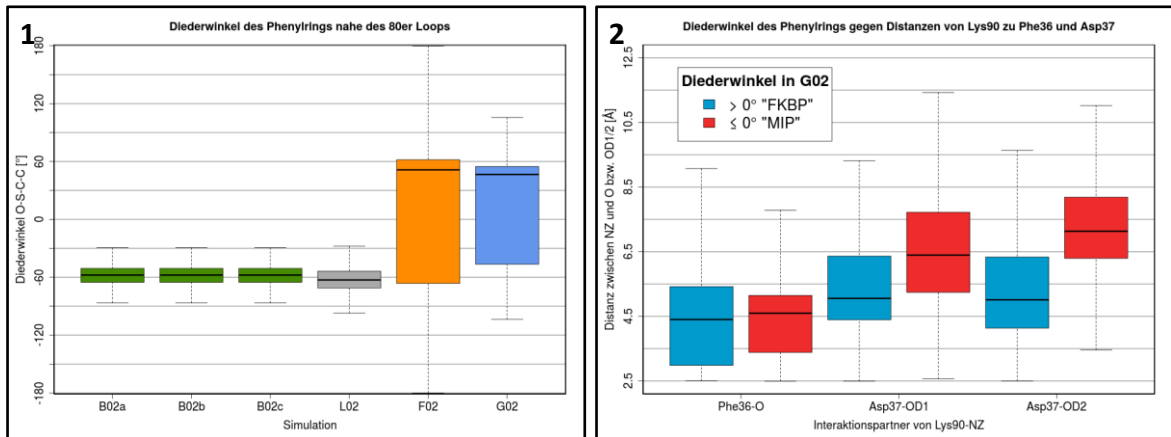 1
Diederwinkel des Phenylrings nahe des 80er Loops
Diederwinkel O-S-C-C [°]
180
120
60
0
-60
-120
-180
B02a B02b B02c L02 F02 G02
Simulation
2
Diederwinkel des Phenylrings gegen Distanzen von Lys90 zu Phe36 und Asp37
Distanz zwischen NZ und O bzw. OD1/2 [Å]
12.5
10.5
8.5
6.5
4.5
2.5
Diederwinkel in G02
> 0° "FKBP"
≤ 0° "MIP"
Phe36-O Asp37-OD1 Asp37-OD2
Interaktionspartner von Lys90-NZ